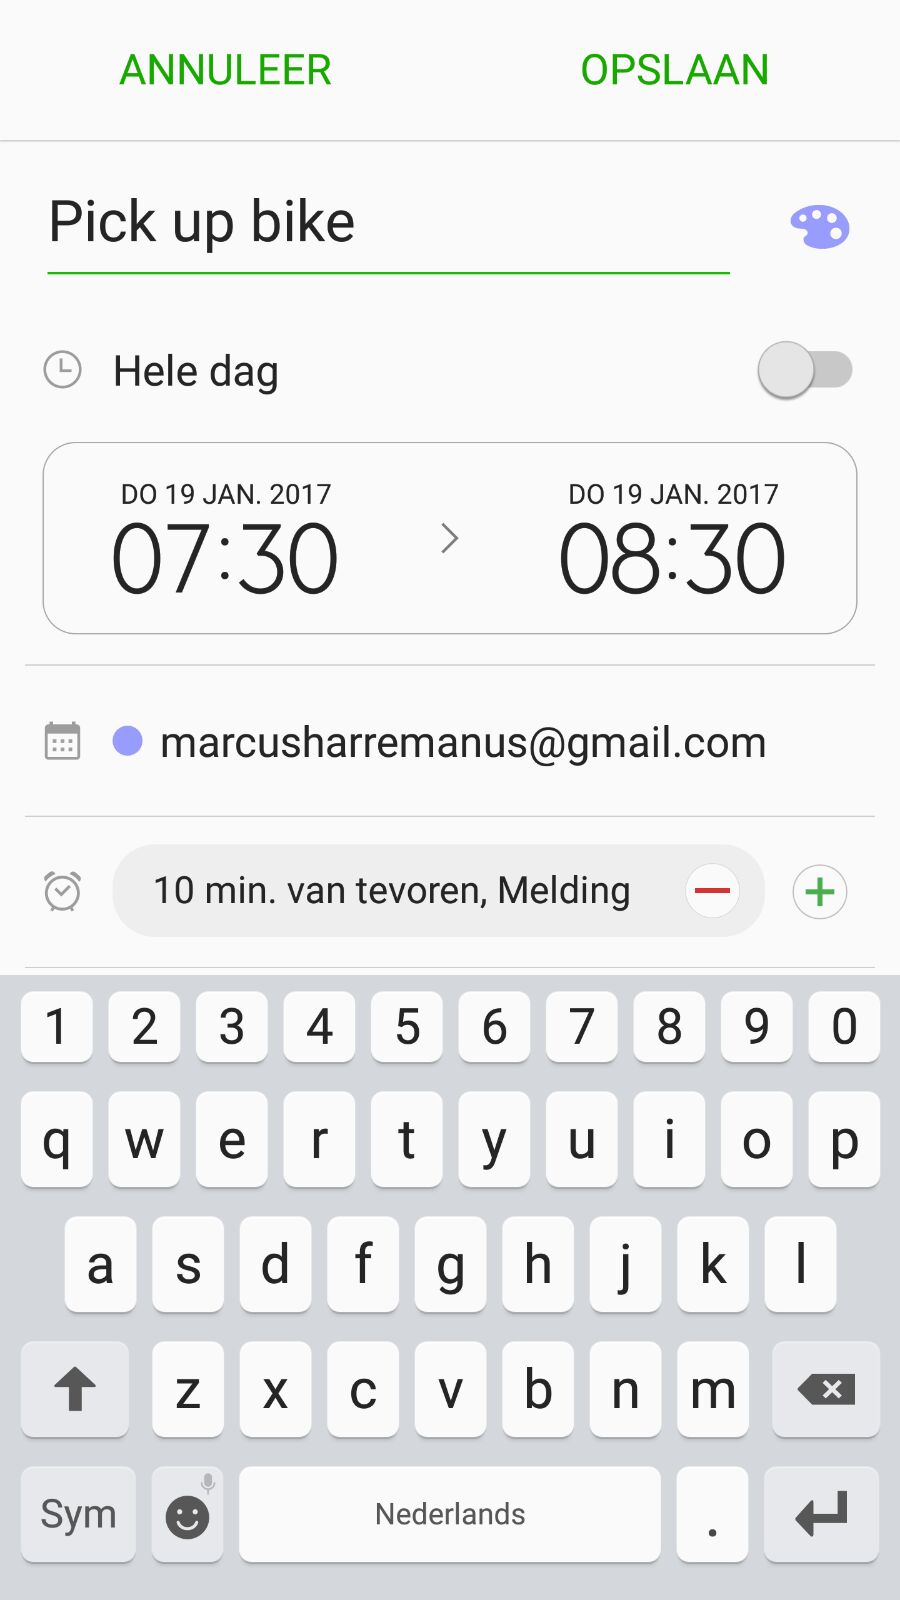 ANNULEER OPSLAAN
Pick up bike
Hele dag
DO 19 JAN. 2017 DO 19 JAN. 2017
07:30 08:30
marcusharremanus@gmail.com
10 min. van tevoren, Melding
1 2 3 4 5 6 7 8 9 0
q w e r t y u i o p
a s d f g h j k l
z x c v b n m
Sym Nederlands .